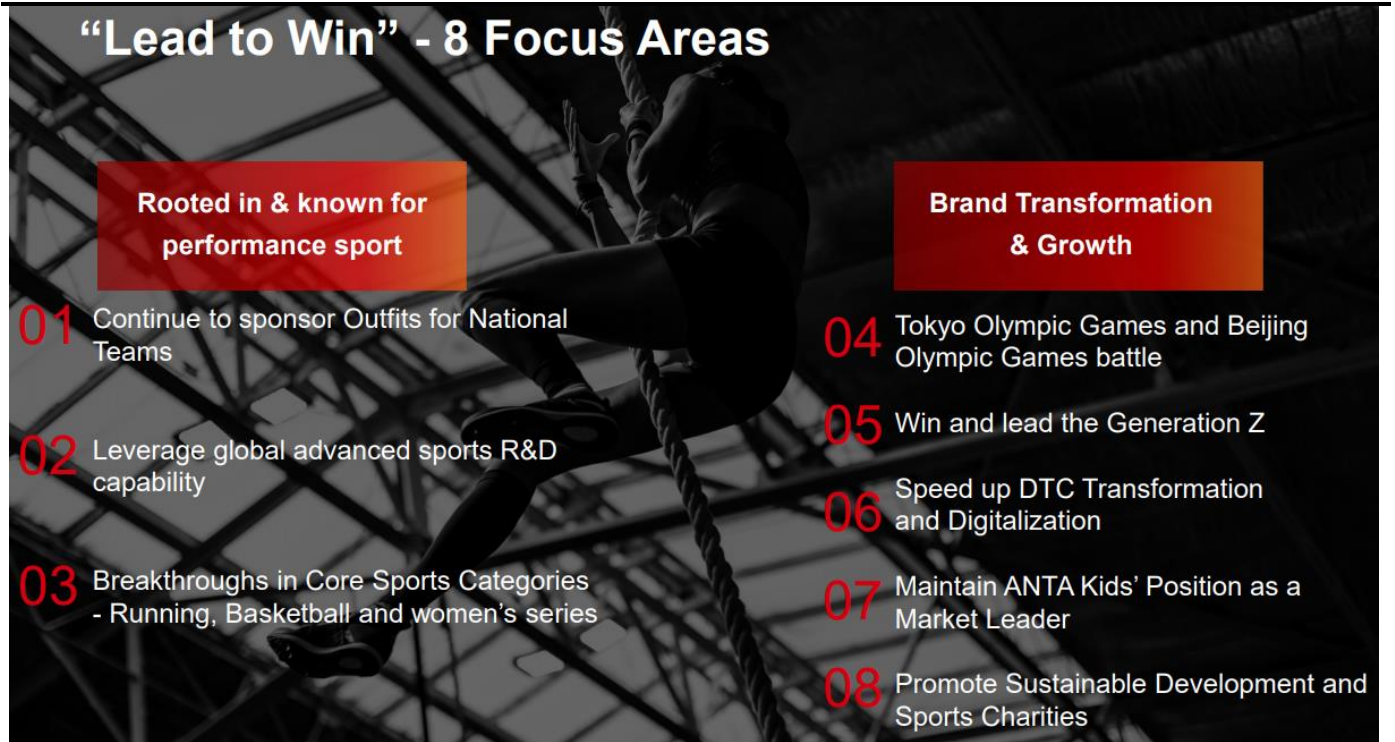 “Lead to Win” - 8 Focus Areas
Rooted in & known for
performance sport
01
Continue to sponsor Outfits for National
Teams
02
Leverage global advanced sports R&D
capability
03
Breakthroughs in Core Sports Categories
- Running, Basketball and women’s series
Brand Transformation
& Growth
04
Tokyo Olympic Games and Beijing
Olympic Games battle
05
Win and lead the Generation Z
06
Speed up DTC Transformation
and Digitalization
07
Maintain ANTA Kids’ Position as a
Market Leader
08
Promote Sustainable Development and
Sports Charities